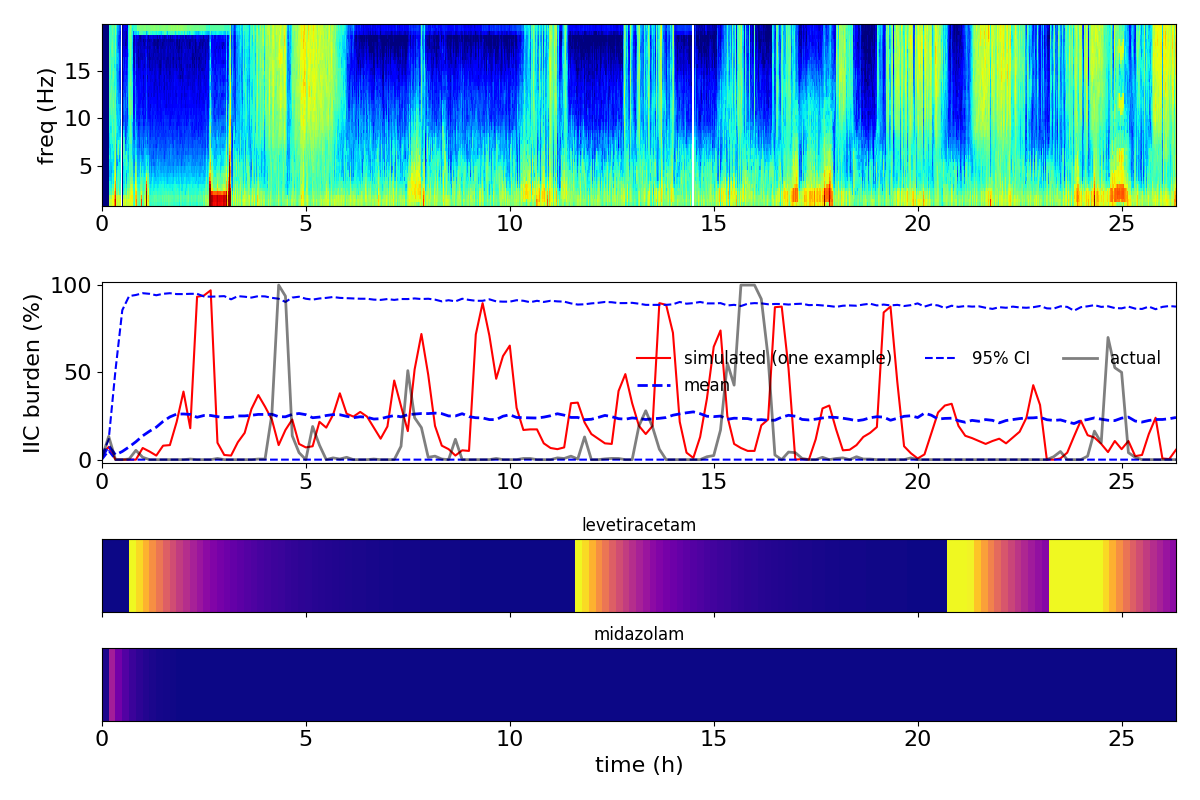 freq (Hz)
15
10
5
0 5 10 15 20 25
IIC burden (%)
100
50
0
simulated (one example) 95% CI actual
mean
0 5 10 15 20 25
levetiracetam
midazolam
0 5 10 15 20 25
time (h)